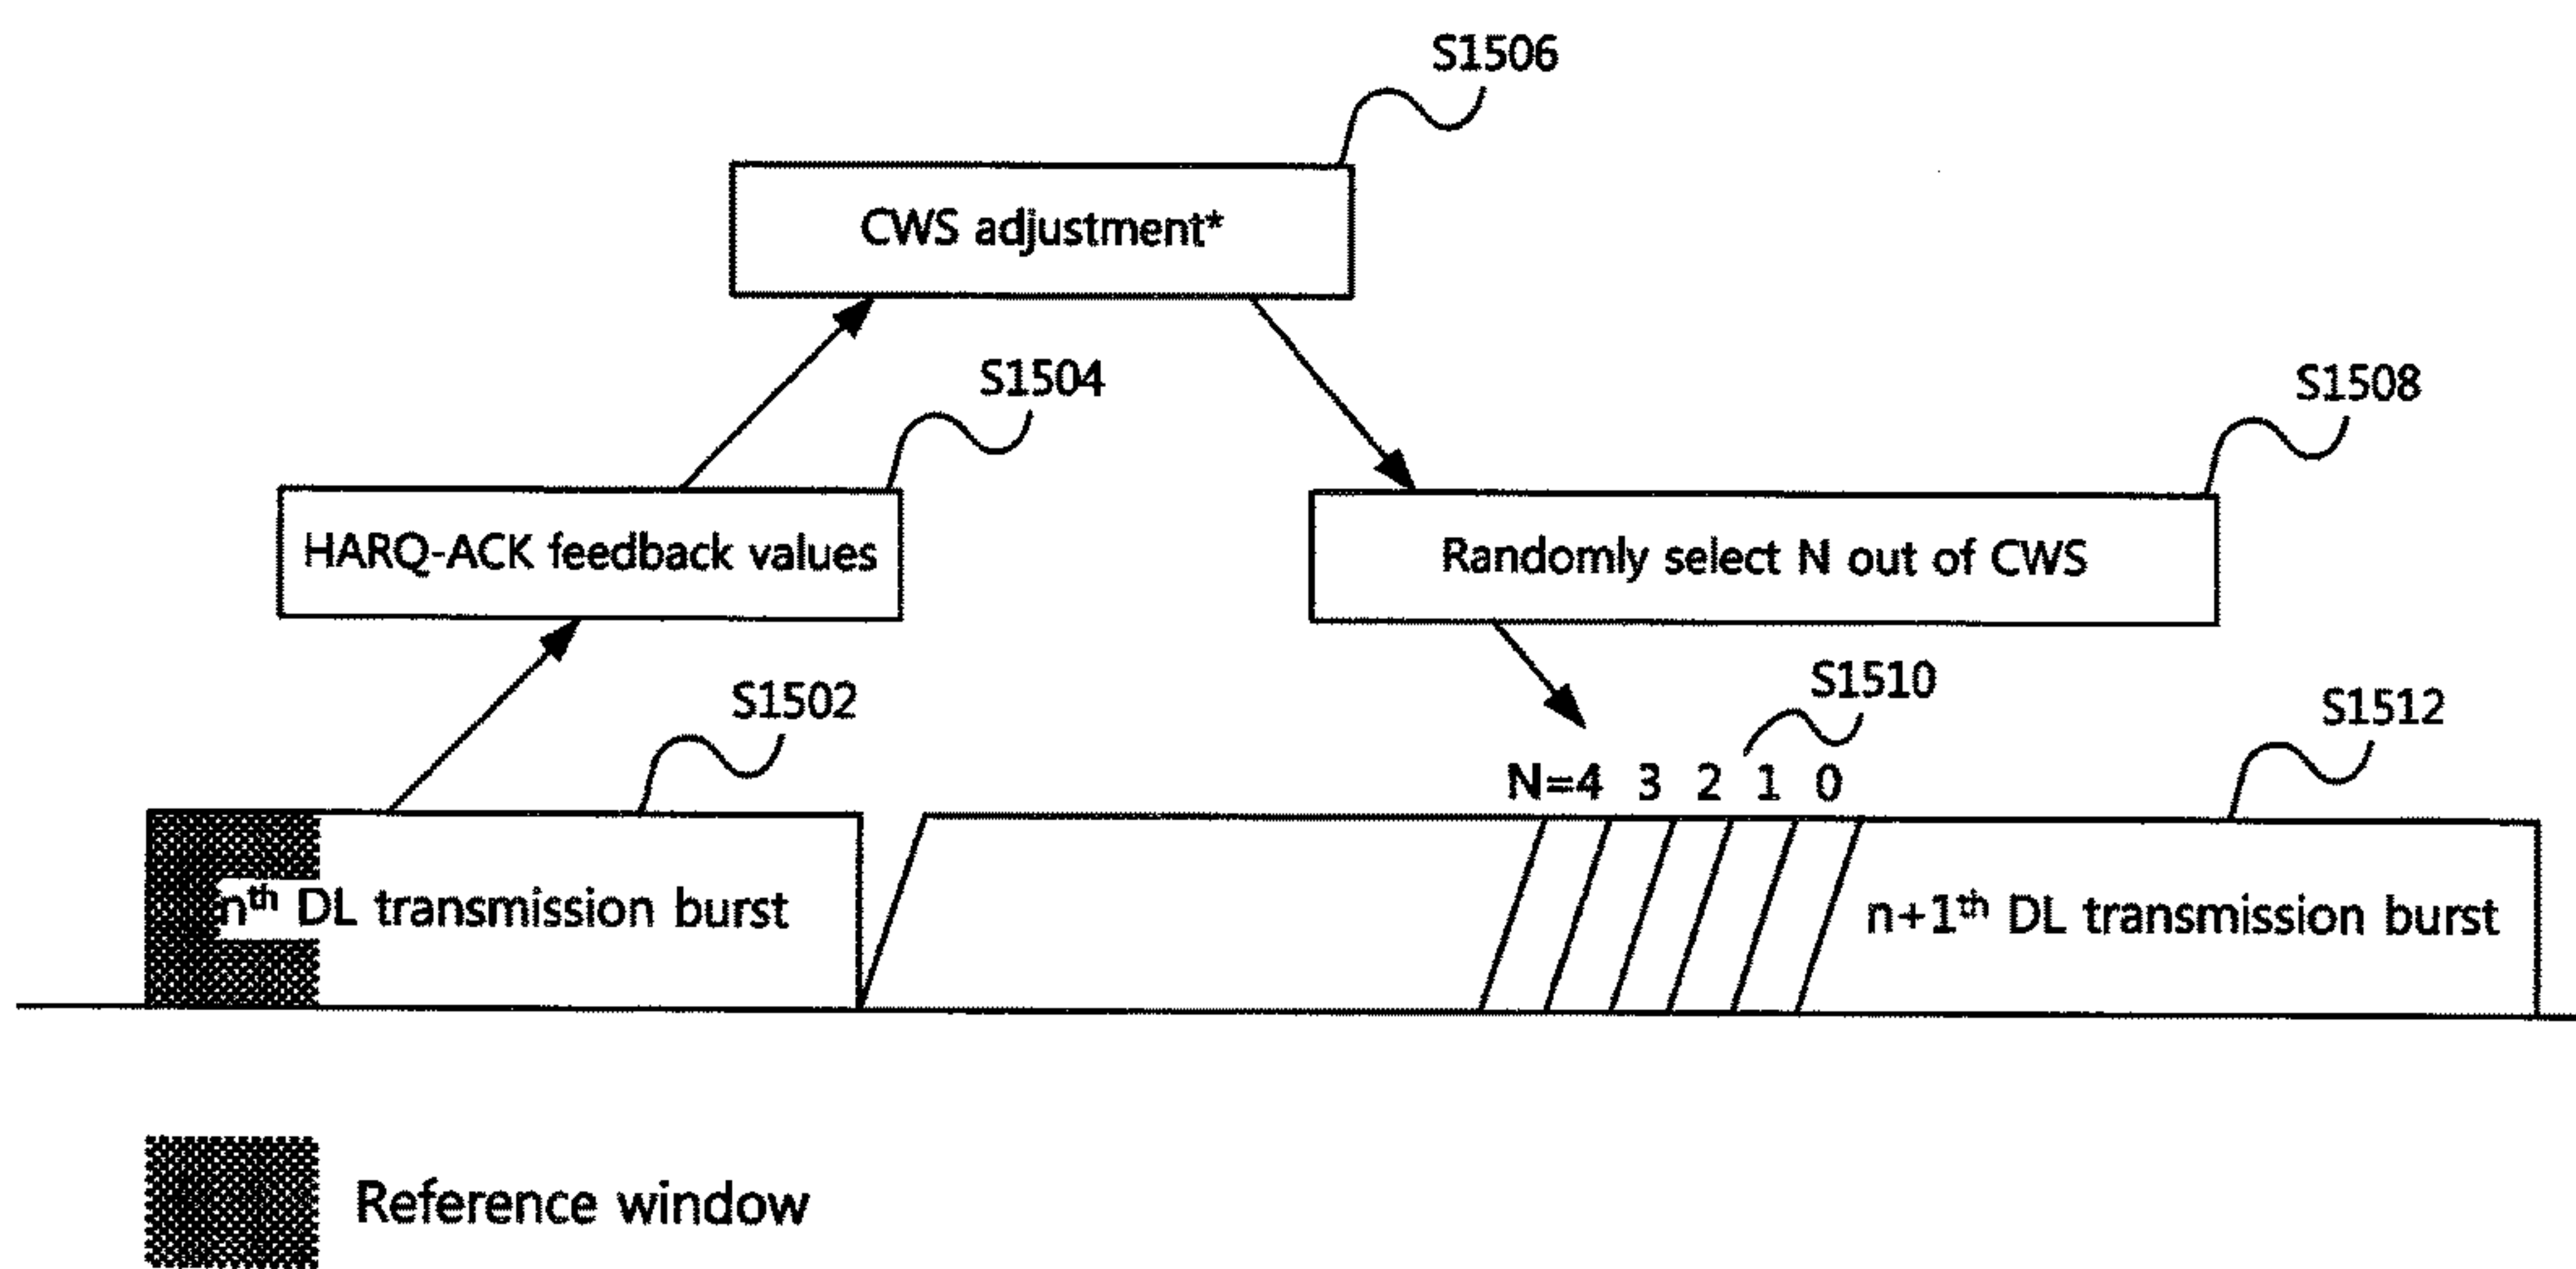 S1506
CWS adjustment*
S1504
S1508
HARQ-ACK feedback values
Randomly select N out of CWS
S1502
S1510
S1512
N=4 3 2 1 0
nth DL transmission burst
n+1th DL transmission burst
Reference window